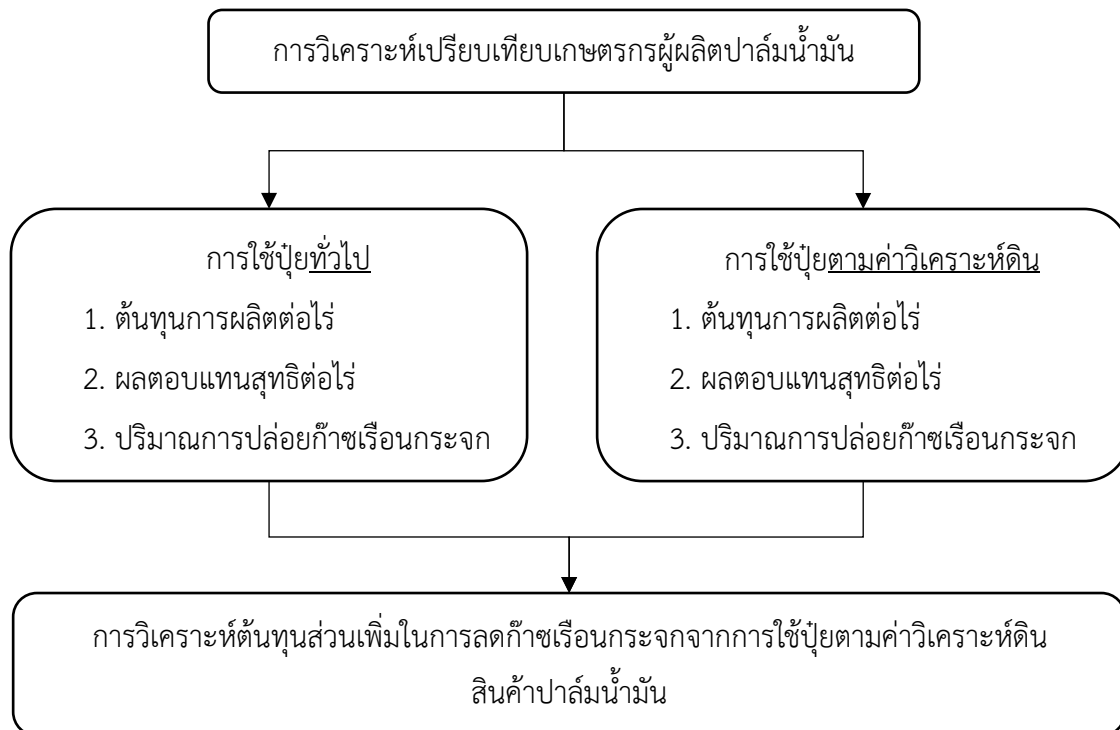 การวิเคราะห์เปรียบเทียบเกษตรกรผู้ผลิตปาล์มน้ำมัน
การใช้ปุ๋ยทั่วไป
1. ต้นทุนการผลิตต่อไร่
2. ผลตอบแทนสุทธิต่อไร่
3. ปริมาณการปล่อยก๊าซเรือนกระจก
การใช้ปุ๋ยตามค่าวิเคราะห์ดิน
1. ต้นทุนการผลิตต่อไร่
2. ผลตอบแทนสุทธิต่อไร่
3. ปริมาณการปล่อยก๊าซเรือนกระจก
การวิเคราะห์ต้นทุนส่วนเพิ่มในการลดก๊าซเรือนกระจกจากการใช้ปุ๋ยตามค่าวิเคราะห์ดิน
สินค้าปาล์มน้ำมัน